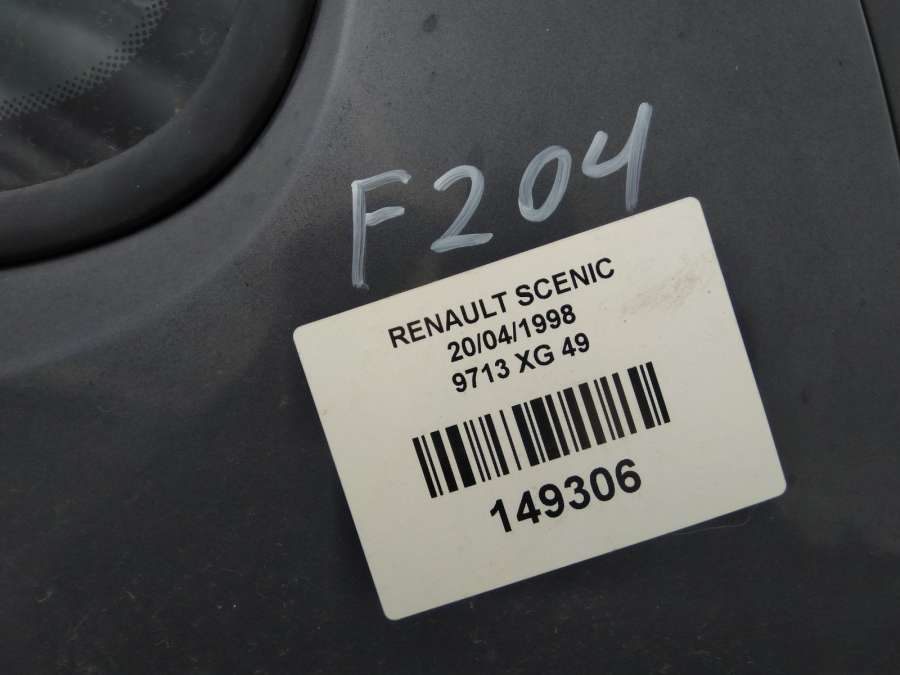 F204
RENAULT SCENIC
20/04/1998
9713 XG 49
149306